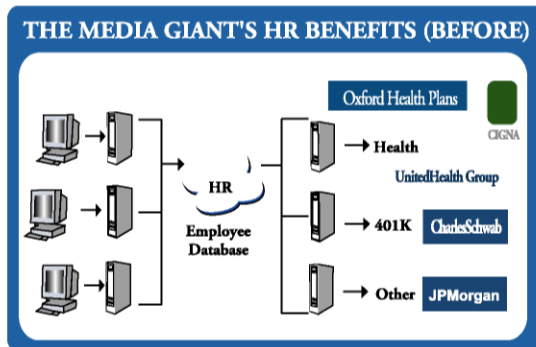 THE MEDIA GIANT'S HR BENEFITS (BEFORE)
Oxford Health Plans
CIGNA
Health
UnitedHealth Group
HR
Employee
Database
401K
CharlesSchwab
Other
JPMorgan